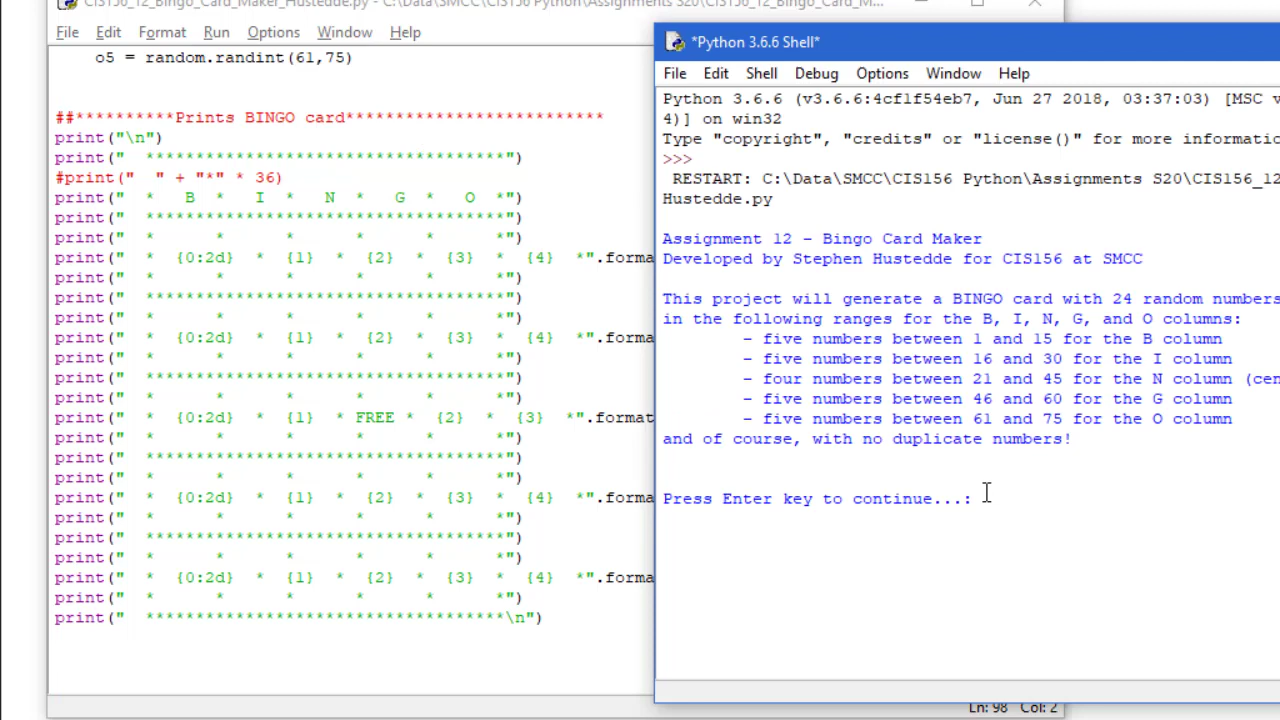 CIS156_12_Bingo_Card_Maker_Hustedde.py - C:\Data\SMCC\CIS156 Python\Assignments S20\CIS156_12_Bingo_Card_M...
File Edit Format Run Options Window Help
o5 = random.randint(61,75)
##**********Prints BINGO card**************************
print("\n")
print("  ************************************")
#print("  " + "*" * 36)
print("  *   B  *   I  *   N  *   G  *   O  *")
print("  ************************************")
print("  *      *      *      *      *      *")
print("  *  {0:2d}  *  {1}  *  {2}  *  {3}  *  {4}  *".forma
print("  *      *      *      *      *      *")
print("  ************************************")
print("  *      *      *      *      *      *")
print("  *  {0:2d}  *  {1}  *  {2}  *  {3}  *  {4}  *".forma
print("  *      *      *      *      *      *")
print("  ************************************")
print("  *      *      *      *      *      *")
print("  *  {0:2d}  *  {1}  * FREE *  {2}  *  {3}  *".format
print("  *      *      *      *      *      *")
print("  ************************************")
print("  *      *      *      *      *      *")
print("  *  {0:2d}  *  {1}  *  {2}  *  {3}  *  {4}  *".forma
print("  *      *      *      *      *      *")
print("  ************************************")
print("  *      *      *      *      *      *")
print("  *  {0:2d}  *  {1}  *  {2}  *  {3}  *  {4}  *".forma
print("  *      *      *      *      *      *")
print("  ************************************\n")
*Python 3.6.6 Shell*
File Edit Shell Debug Options Window Help
Python 3.6.6 (v3.6.6:4cf1f54eb7, Jun 27 2018, 03:37:03) [MSC v
4)] on win32
Type "copyright", "credits" or "license()" for more informatio
>>>
RESTART: C:\Data\SMCC\CIS156 Python\Assignments S20\CIS156_12
Hustedde.py
Assignment 12 - Bingo Card Maker
Developed by Stephen Hustedde for CIS156 at SMCC
This project will generate a BINGO card with 24 random numbers
in the following ranges for the B, I, N, G, and O columns:
- five numbers between 1 and 15 for the B column
- five numbers between 16 and 30 for the I column
- four numbers between 21 and 45 for the N column (cen
- five numbers between 46 and 60 for the G column
- five numbers between 61 and 75 for the O column
and of course, with no duplicate numbers!
Press Enter key to continue...:
Ln: 98 Col: 2